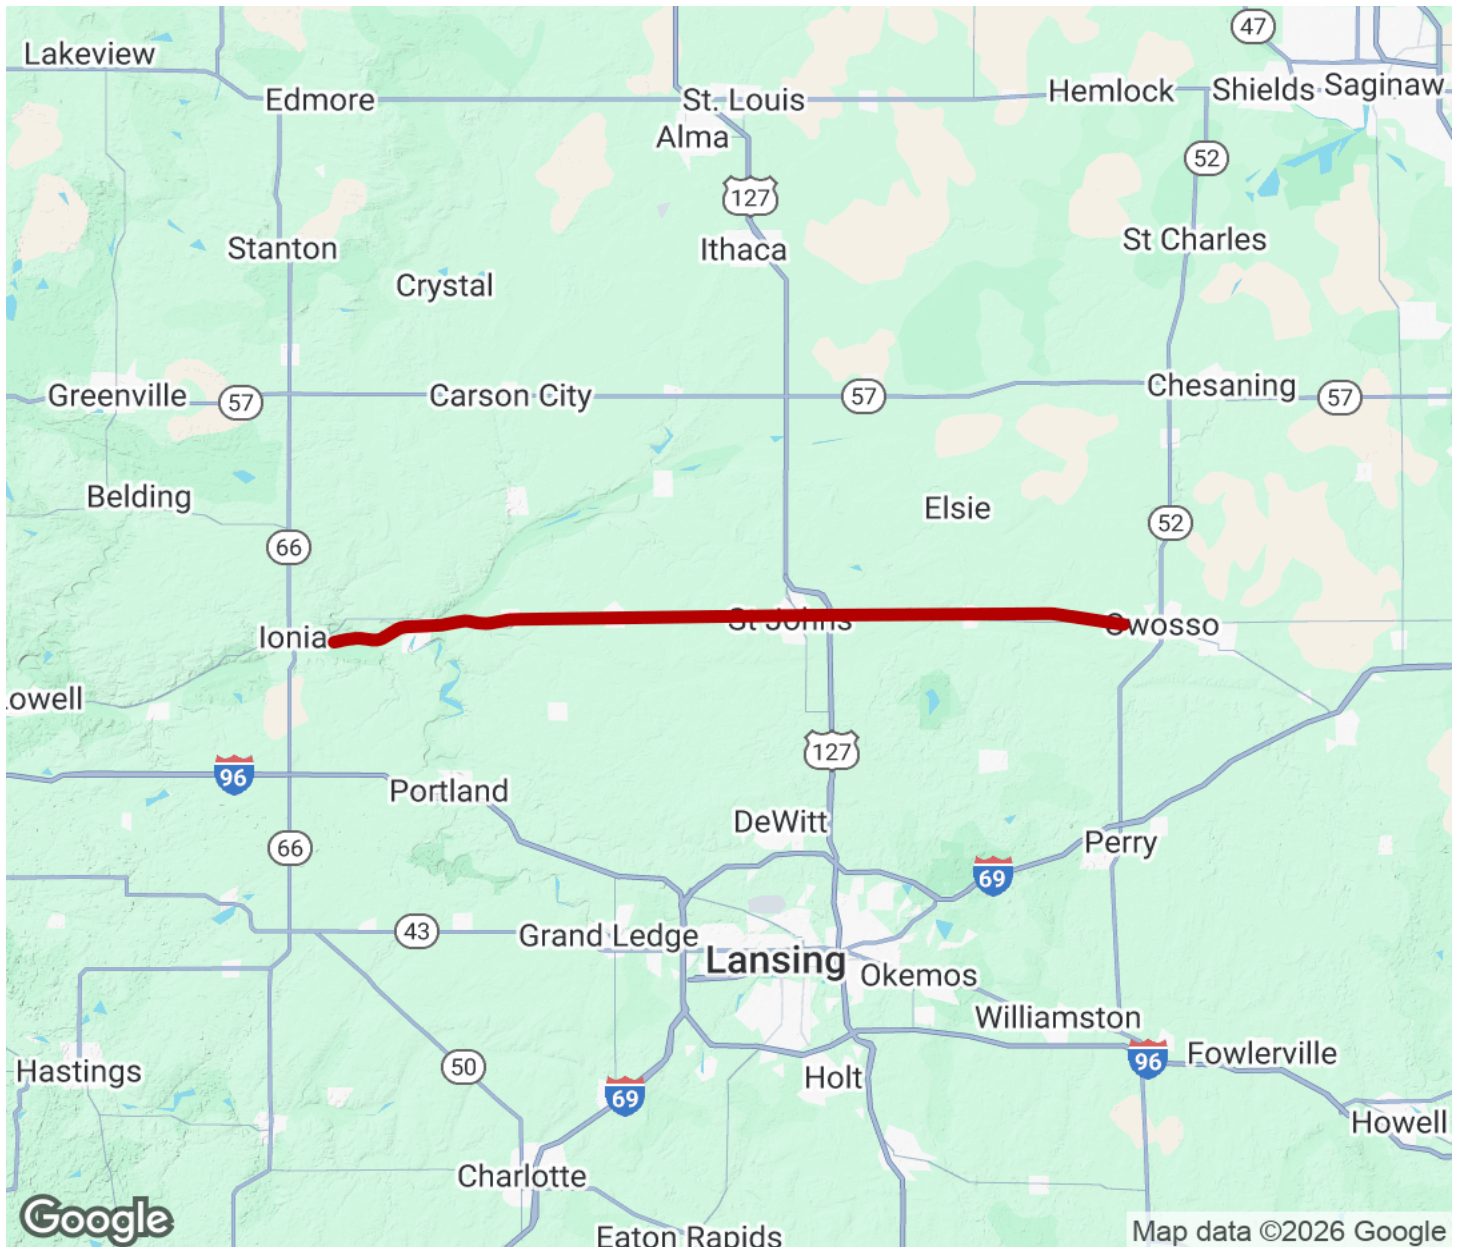 47
Lakeview
Edmore
St. Louis
Hemlock
Shields
Saginaw
Alma
52
127
Stanton
Ithaca
St Charles
Crystal
Greenville
57
Carson City
57
Chesaning
57
Belding
Elsie
52
66
Ionia
St Johns
Owosso
owell
96
Portland
127
DeWitt
66
Perry
69
43
Grand Ledge
Lansing
Okemos
Williamston
Hastings
50
69
Holt
96
Fowlerville
Howell
Charlotte
Google
Eaton Rapids
Map data ©2026 Google